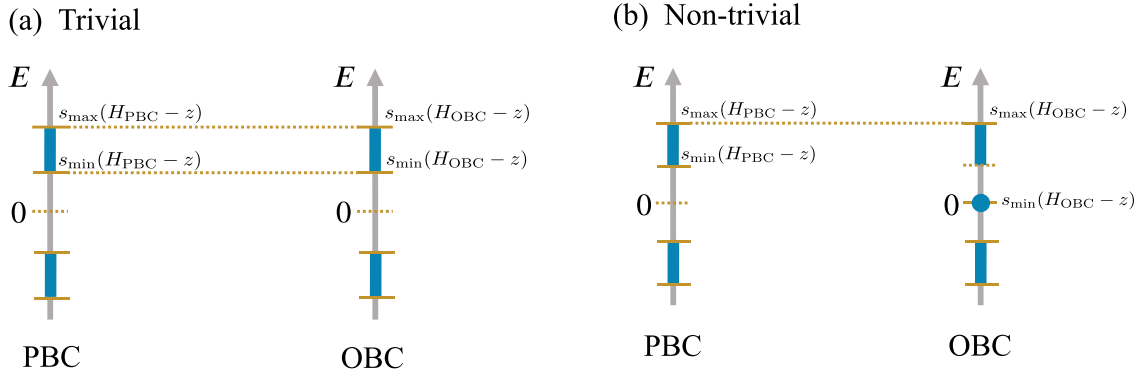 (a) Trivial
E
s_max(H_PBC − z)
s_min(H_PBC − z)
0
PBC
E
s_max(H_OBC − z)
s_min(H_OBC − z)
0
OBC
(b) Non-trivial
E
s_max(H_PBC − z)
s_min(H_PBC − z)
0
PBC
E
s_max(H_OBC − z)
0
s_min(H_OBC − z)
OBC